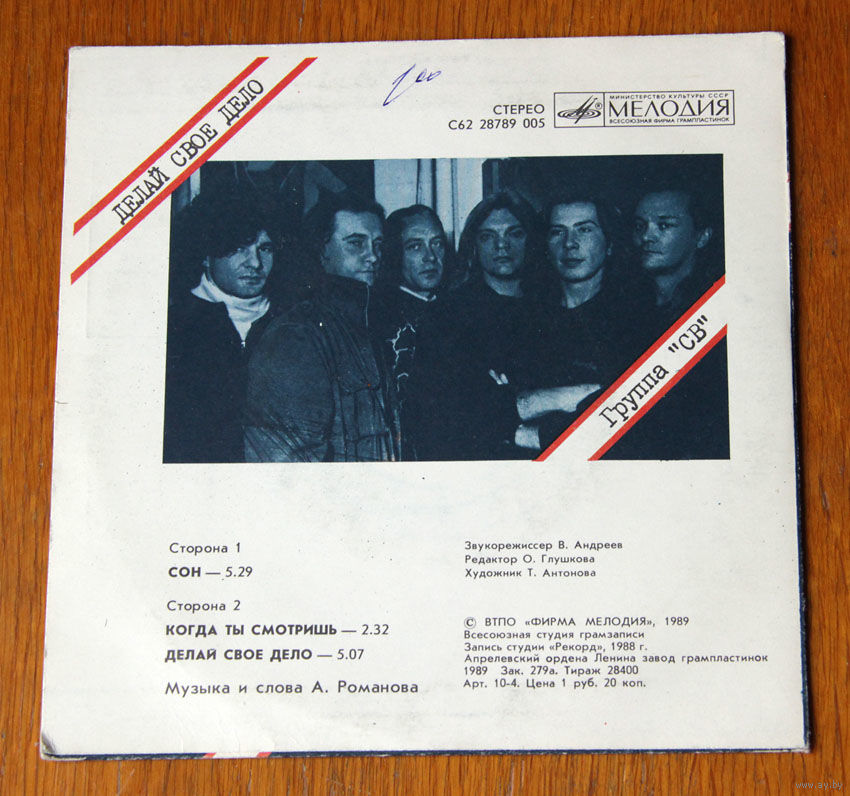 ДЕЛАЙ СВОЕ ДЕЛО
СТЕРЕО
С62 28789 005
МИНИСТЕРСТВО КУЛЬТУРЫ СССР
МЕЛОДИЯ
ВСЕСОЮЗНАЯ ФИРМА ГРАМПЛАСТИНОК
Группа "СВ"
Сторона 1
СОН — 5.29
Сторона 2
КОГДА ТЫ СМОТРИШЬ — 2.32
ДЕЛАЙ СВОЕ ДЕЛО — 5.07
Музыка и слова А. Романова
Звукорежиссер В. Андреев
Редактор О. Глушкова
Художник Т. Антонова
© ВТПО «ФИРМА МЕЛОДИЯ», 1989
Всесоюзная студия грамзаписи
Запись студии «Рекорд», 1988 г.
Апрелевский ордена Ленина завод грампластинок
1989 Зак. 279а. Тираж 28400
Арт. 10-4. Цена 1 руб. 20 коп.
www.ay.by